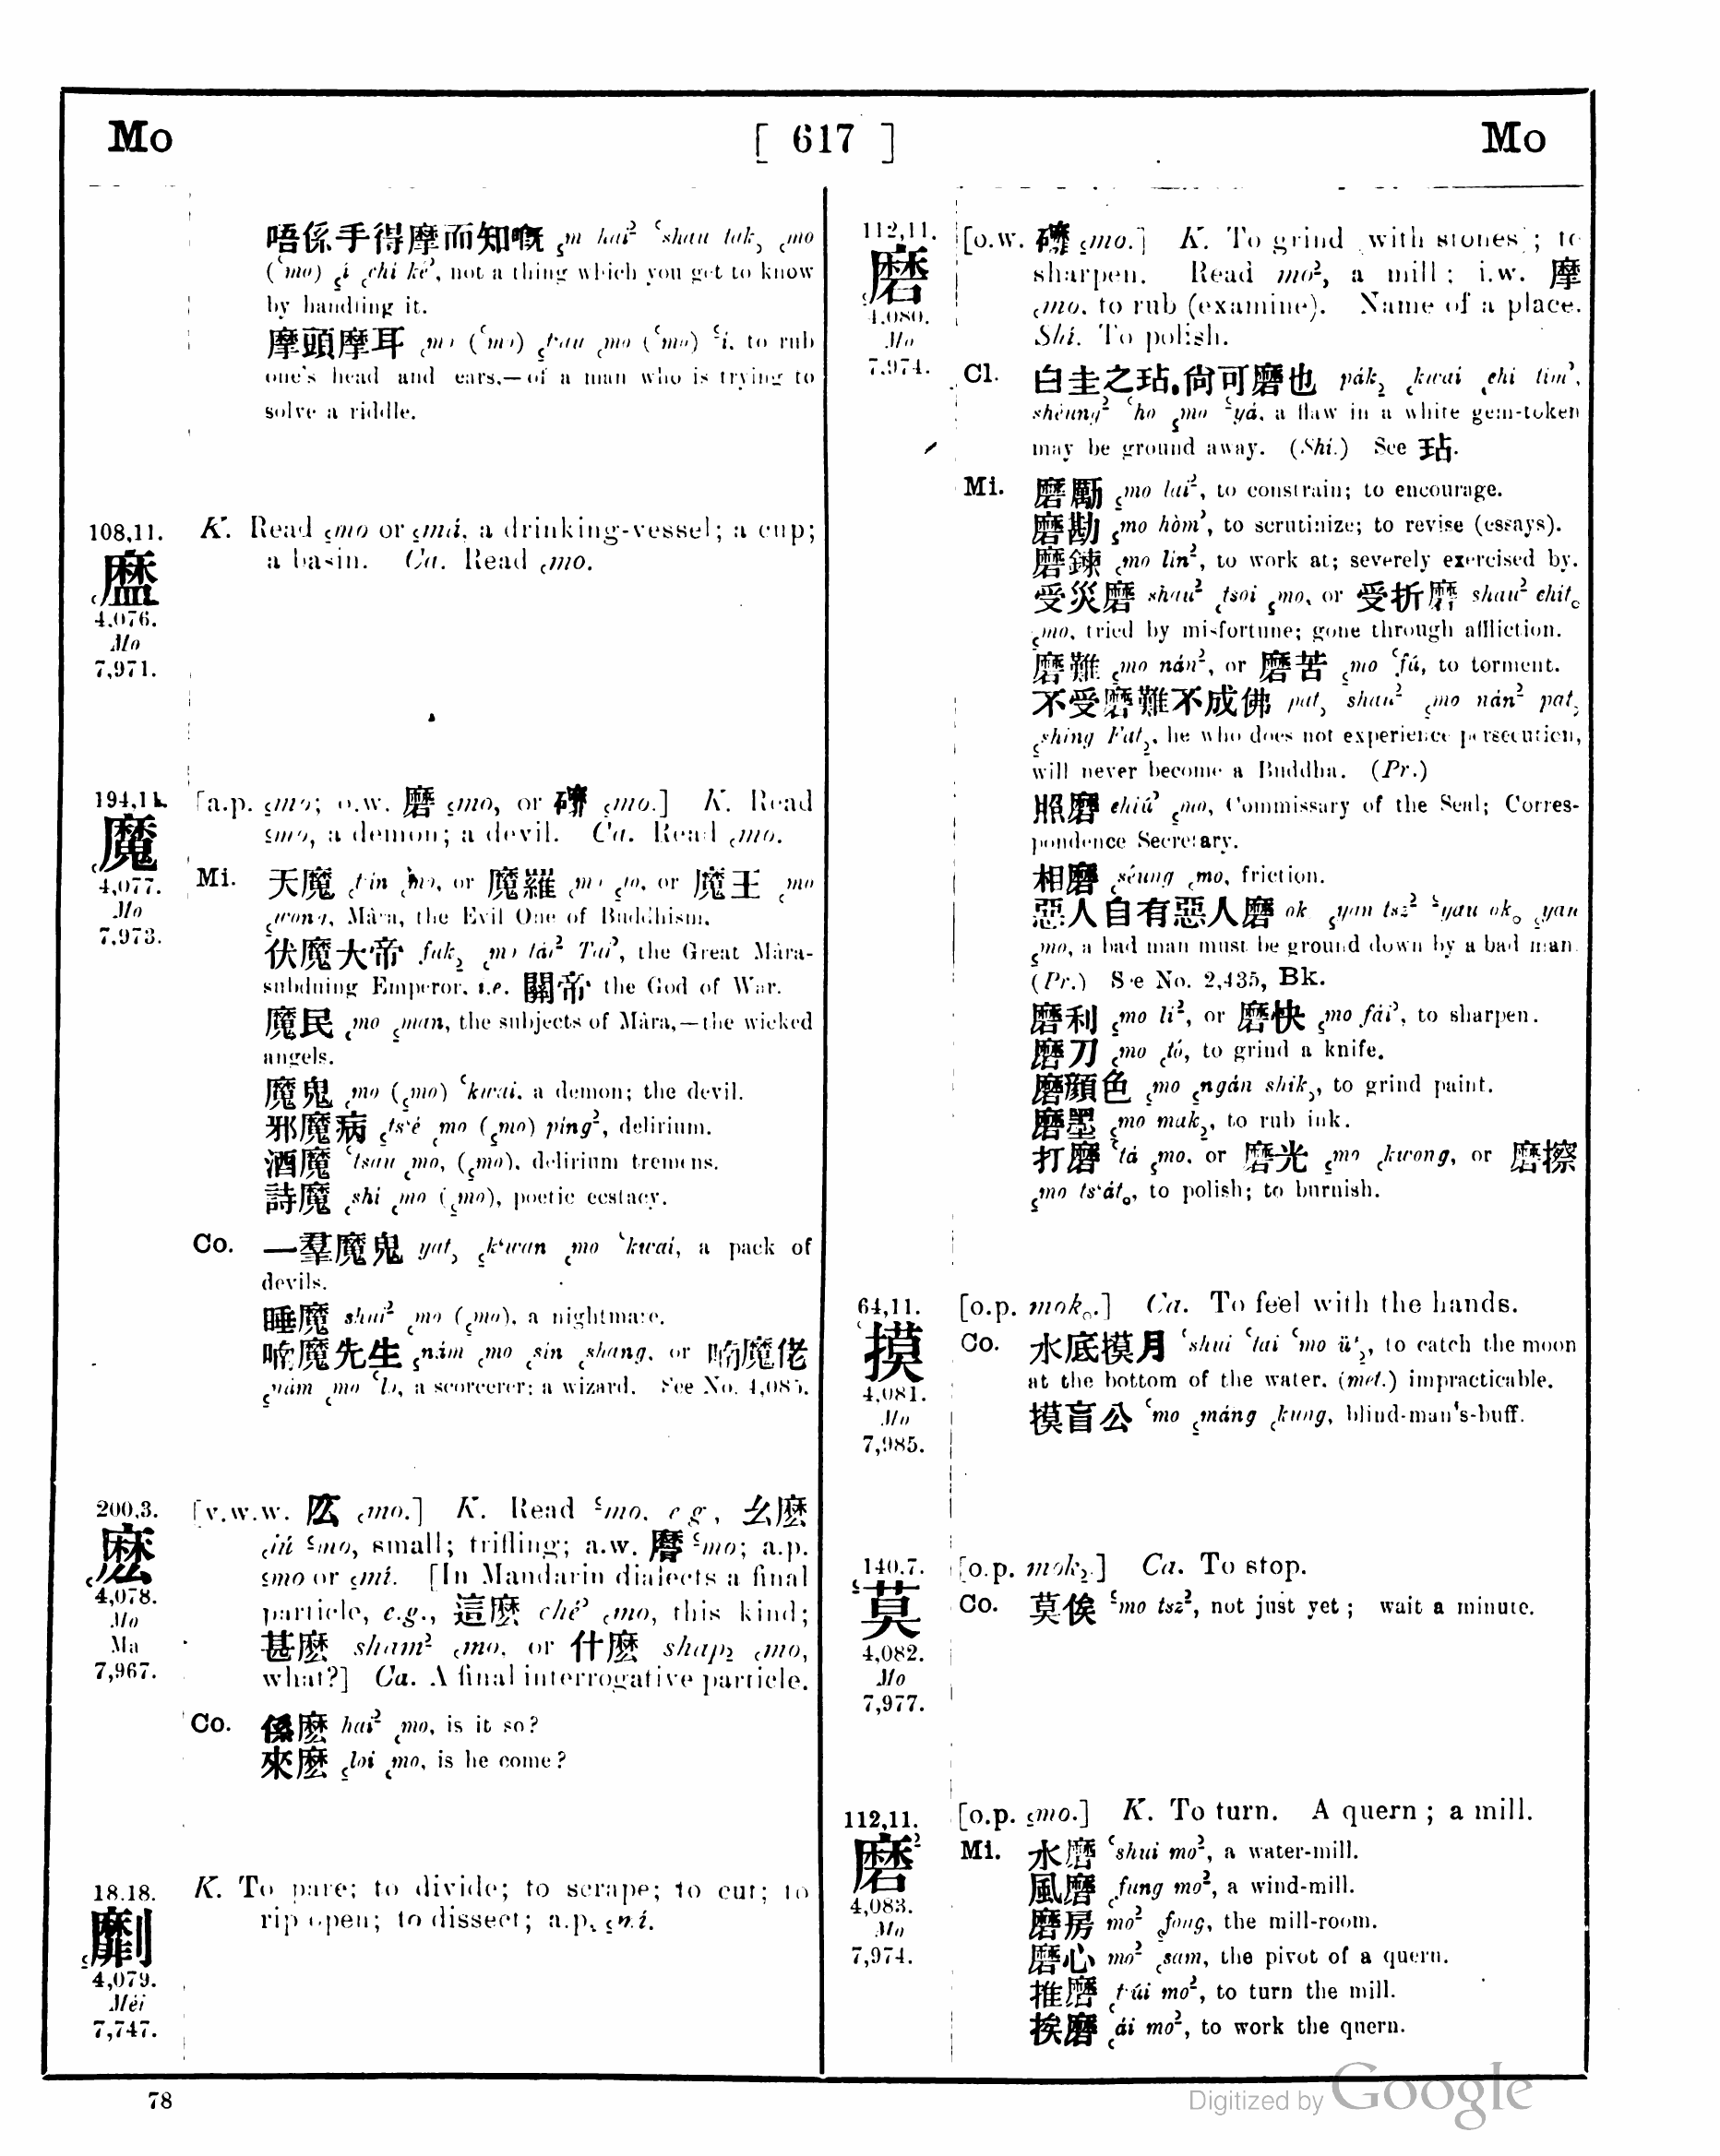 Mo [ 617 ] Mo
唔係手得摩而知嘅 ꜁m hai² ꜂shau tak꜆ ꜀mo
(꜂mo) ꜁í ꜀chí ké꜄, not a thing which you get to know
by handling it.
摩頭摩耳 ꜀mo (꜂mo) ꜁t‘au ꜀mo (꜂mo) ꜃í, to rub
one's head and ears,—of a man who is trying to
solve a riddle.
108,11.
4,076.
Mo
7,971.
K. Read ꜁mo or ꜁má, a drinking-vessel; a cup;
a basin. Ca. Read ꜀mo.
194,11.
꜀魔
4,077.
Mo
7,973.
[a.p. ꜁mo; o.w. 磨 ꜁mo, or 礳 ꜁mo.] K. Read
꜁mo, a demon; a devil. Ca. Read ꜀mo.
Mi. 天魔 ꜀t‘ín ꜀mo, or 魔羅 ꜀mo ꜁lo, or 魔王 ꜀mo
꜁wong, Mâra, the Evil One of Buddhism.
伏魔大帝 fuk꜇ ꜀mo tái² Tai꜄, the Great Mâra-
subduing Emperor, i.e. 關帝 the God of War.
魔民 ꜀mo ꜁man, the subjects of Mâra,—the wicked
angels.
魔鬼 ꜀mo (꜁mo) ꜂kwai, a demon; the devil.
邪魔病 ꜁ts‘é ꜀mo (꜁mo) píng², delirium.
酒魔 ꜂tsau ꜀mo, (꜁mo), delirium tremens.
詩魔 ꜀shí ꜀mo (꜁mo), poetic ecstacy.
Co. 一羣魔鬼 yat꜆ ꜁k‘wan ꜀mo ꜂kwai, a pack of
devils.
睡魔 shui² ꜀mo (꜁mo), a nightmare.
喃魔先生 ꜁nám ꜀mo ꜀sín ꜀shang, or 喃魔佬
꜁nám ꜀mo ꜂lo, a scorcerer; a wizard. See No. 4,085.
200,3.
꜀麽
4,078.
Mo
Ma
7,967.
[v.w.w. ꜀mo.] K. Read ꜃mo, e.g., 幺麽
꜀iú ꜃mo, small; trifling; a.w. ꜃mo; a.p.
꜁mo or ꜁mí. [In Mandarin dialects a final
particle, e.g., 這麽 ché꜄ ꜀mo, this kind;
甚麽 sham² ꜀mo, or 什麽 shap꜇ ꜀mo,
what?] Ca. A final interrogative particle.
Co. 係麽 hai² ꜀mo, is it so?
來麽 ꜁loi ꜀mo, is he come?
18.18.
꜁劘
4,079.
Méi
7,747.
K. To pare; to divide; to scrape; to cut; to
rip open; to dissect; a.p. ꜁mí.
78
112,11.
꜁磨
4,080.
Mo
7,974.
[o.w. 礳 ꜁mo.] K. To grind with stones; to
sharpen. Read mo², a mill; i.w. 摩
꜀mo, to rub (examine). Name of a place.
Shí. To polish.
Cl. 白圭之玷,尙可磨也 pák꜇ ꜀kwai ꜀chí tím꜄,
shéung² ꜂ho ꜁mo ꜃yá, a flaw in a white gem-token
may be ground away. (Shí.) See 玷.
Mi. 磨勵 ꜁mo lai², to constrain; to encourage.
磨勘 ꜁mo hòm꜄, to scrutinize; to revise (essays).
磨鍊 ꜁mo lín², to work at; severely exercised by.
受災磨 shau² ꜀tsoi ꜁mo, or 受折磨 shau² chít꜀
꜁mo, tried by misfortune; gone through affliction.
磨難 ꜁mo nán², or 磨苦 ꜁mo ꜂fú, to torment.
不受磨難不成佛 pat꜆ shau² ꜁mo nán² pat꜆
꜁shing Fat꜇, he who does not experience persecution,
will never become a Buddha. (Pr.)
照磨 chiú꜄ ꜁mo, Commissary of the Seal; Corres-
pondence Secretary.
相磨 ꜀séung ꜁mo, friction.
惡人自有惡人磨 ok꜀ ꜁yan tsz² ꜃yau ok꜀ ꜁yan
꜁mo, a bad man must be ground down by a bad man.
(Pr.) See No. 2,435, Bk.
磨利 ꜁mo lí², or 磨快 ꜁mo fái꜄, to sharpen.
磨刀 ꜁mo ꜀tó, to grind a knife.
磨顔色 ꜁mo ꜁ngán shik꜆, to grind paint.
磨墨 ꜁mo mak꜇, to rub ink.
打磨 ꜂tá ꜁mo, or 磨光 ꜁mo ꜀kwong, or 磨擦
꜁mo ts‘át꜀, to polish; to burnish.
64,11.
꜂摸
4,081.
Mo
7,985.
[o.p. mok꜀.] Ca. To feel with the hands.
Co. 水底摸月 ꜂shui ꜂tai ꜂mo üt꜇, to catch the moon
at the bottom of the water, (met.) impracticable.
摸盲公 ꜂mo ꜁máng ꜀kung, blind-man's-buff.
140.7.
꜃莫
4,082.
Mo
7,977.
[o.p. mok꜇.] Ca. To stop.
Co. 莫俟 ꜃mo tsz², not just yet; wait a minute.
112,11.
磨²
4,083.
Mo
7,974.
[o.p. ꜁mo.] K. To turn. A quern; a mill.
Mi. 水磨 ꜂shui mo², a water-mill.
風磨 ꜀fung mo², a wind-mill.
磨房 mo² ꜁fong, the mill-room.
磨心 mo² ꜀sam, the pivot of a quern.
推磨 ꜀t‘úi mo², to turn the mill.
挨磨 ꜀ái mo², to work the quern.
Digitized by Google